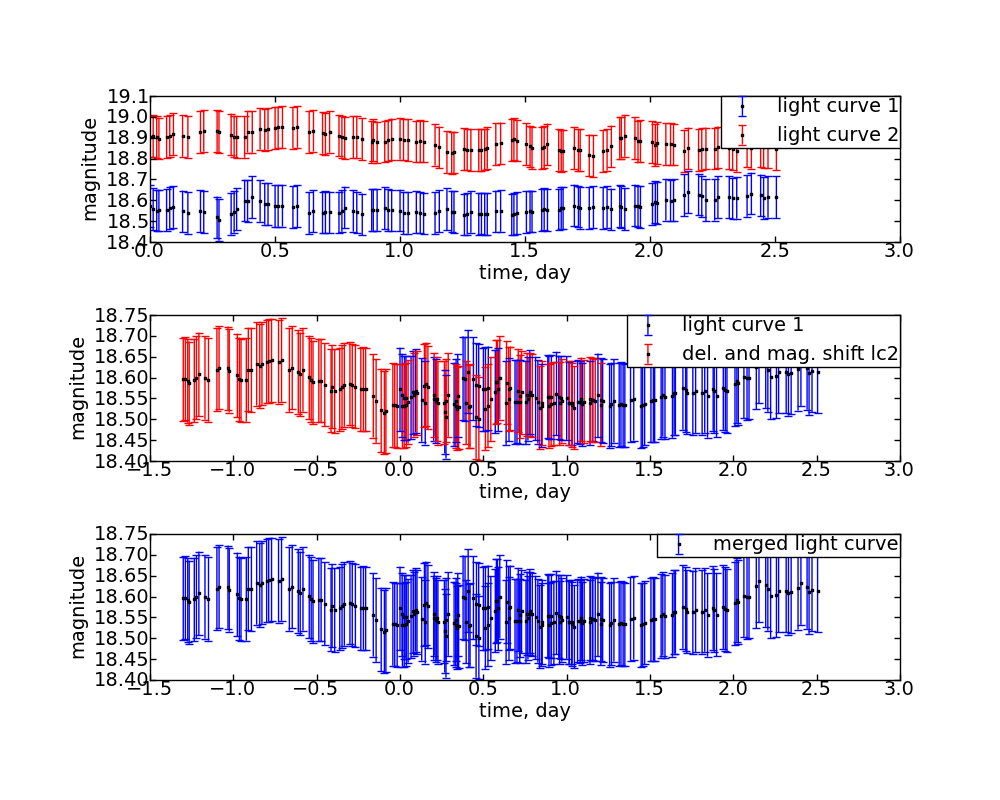 19.1
19.0
18.9
18.8
18.7
18.6
18.5
18.4
magnitude
light curve 1
light curve 2
0.0 0.5 1.0 1.5 2.0 2.5 3.0
time, day
18.75
18.70
18.65
18.60
18.55
18.50
18.45
18.40
magnitude
light curve 1
del. and mag. shift lc2
−1.5 −1.0 −0.5 0.0 0.5 1.0 1.5 2.0 2.5 3.0
time, day
18.75
18.70
18.65
18.60
18.55
18.50
18.45
18.40
magnitude
merged light curve
−1.5 −1.0 −0.5 0.0 0.5 1.0 1.5 2.0 2.5 3.0
time, day